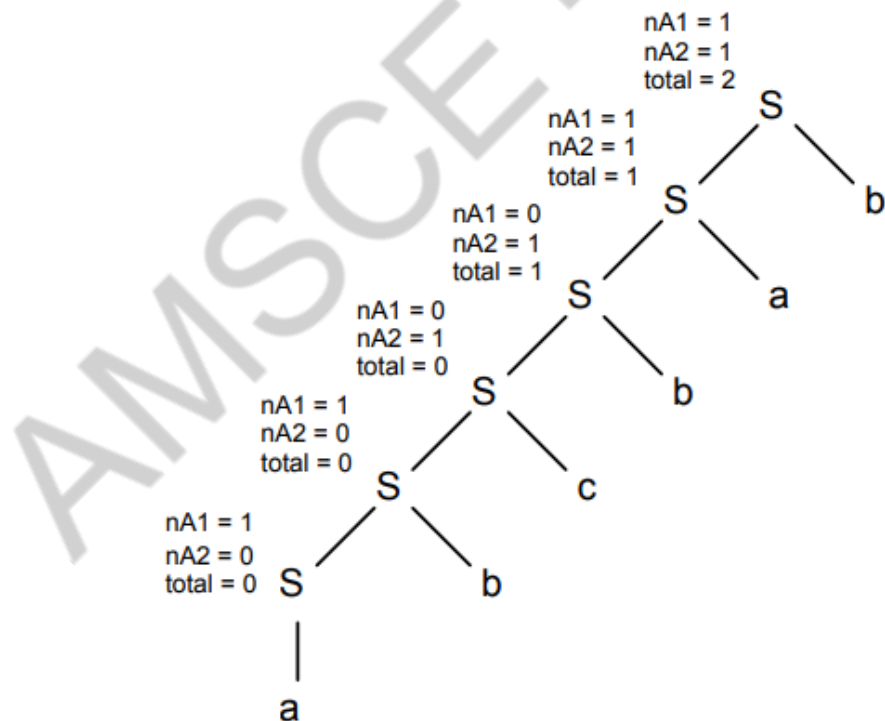 nA1 = 1
nA2 = 1
total = 2
S
nA1 = 1
nA2 = 1
total = 1
S
b
nA1 = 0
nA2 = 1
total = 1
S
a
nA1 = 0
nA2 = 1
total = 0
S
b
nA1 = 1
nA2 = 0
total = 0
S
c
nA1 = 1
nA2 = 0
total = 0
S
b
a
AMSCE